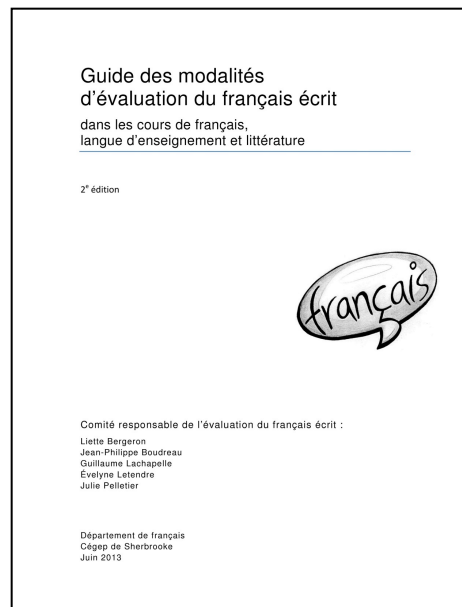 Guide des modalités
d'évaluation du français écrit
dans les cours de français,
langue d'enseignement et littérature
2e édition
français
Comité responsable de l'évaluation du français écrit :
Liette Bergeron
Jean-Philippe Boudreau
Guillaume Lachapelle
Évelyne Letendre
Julie Pelletier
Département de français
Cégep de Sherbrooke
Juin 2013